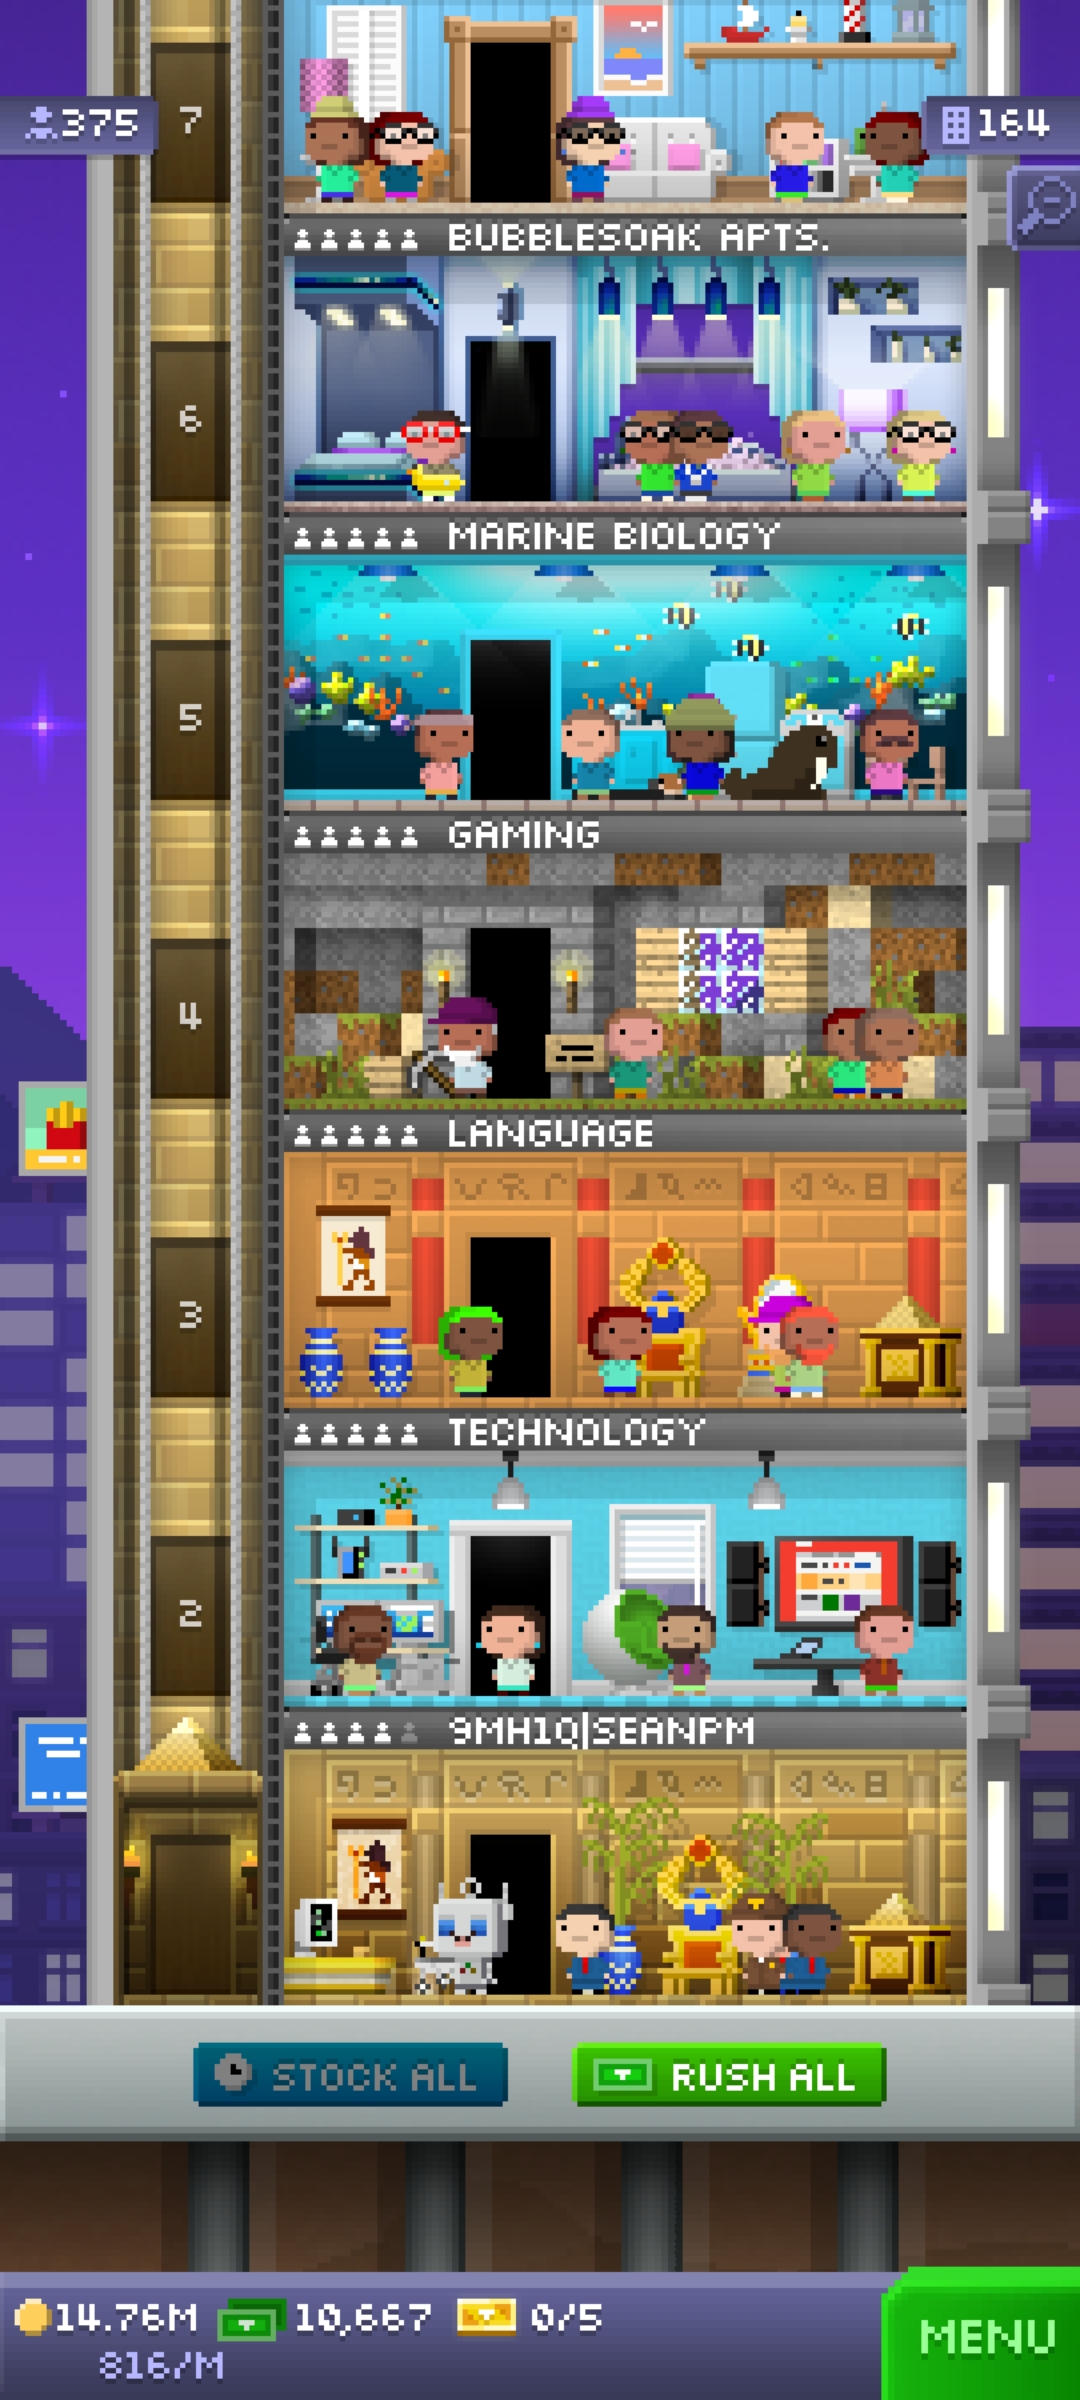 375
7
164
BUBBLESOAK APTS.
6
MARINE BIOLOGY
5
GAMING
4
LANGUAGE
3
TECHNOLOGY
2
9MH1Q|SEANPM
STOCK ALL
RUSH ALL
14.76M
10,667
0/5
816/M
MENU